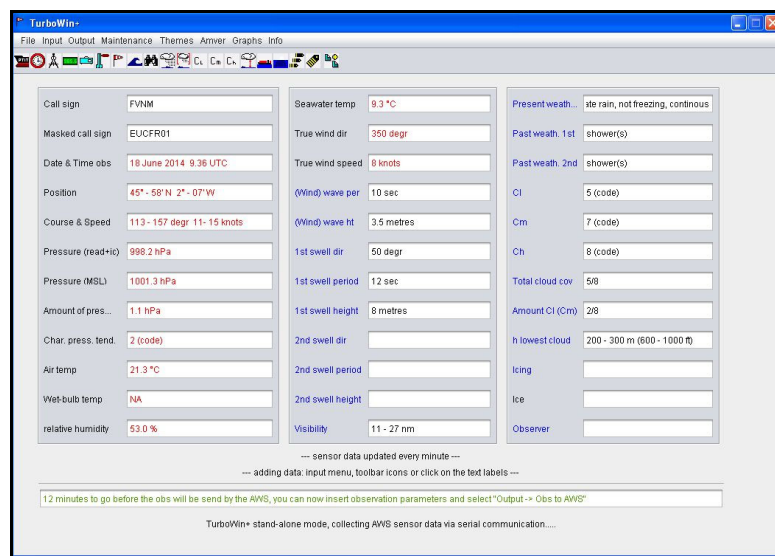 TurboWin+
File Input Output Maintenance Themes Amver Graphs Info
CL Cm Ch
Call sign FVNM
Masked call sign EUCFR01
Date & Time obs 18 June 2014 9.36 UTC
Position 45° - 58' N 2° - 07' W
Course & Speed 113 - 157 degr 11- 15 knots
Pressure (read+ic) 998.2 hPa
Pressure (MSL) 1001.3 hPa
Amount of pres... 1.1 hPa
Char. press. tend. 2 (code)
Air temp 21.3 °C
Wet-bulb temp NA
relative humidity 53.0 %
Seawater temp 9.3 °C
True wind dir 350 degr
True wind speed 8 knots
(Wind) wave per 10 sec
(Wind) wave ht 3.5 metres
1st swell dir 50 degr
1st swell period 12 sec
1st swell height 8 metres
2nd swell dir
2nd swell period
2nd swell height
Visibility 11 - 27 nm
Present weath... ate rain, not freezing, continous
Past weath. 1st shower(s)
Past weath. 2nd shower(s)
Cl 5 (code)
Cm 7 (code)
Ch 8 (code)
Total cloud cov 5/8
Amount Cl (Cm) 2/8
h lowest cloud 200 - 300 m (600 - 1000 ft)
Icing
Ice
Observer
--- sensor data updated every minute ---
--- adding data: input menu, toolbar icons or click on the text labels ---
12 minutes to go before the obs will be send by the AWS, you can now insert observation parameters and select "Output -> Obs to AWS"
TurboWin+ stand-alone mode, collecting AWS sensor data via serial communication.....